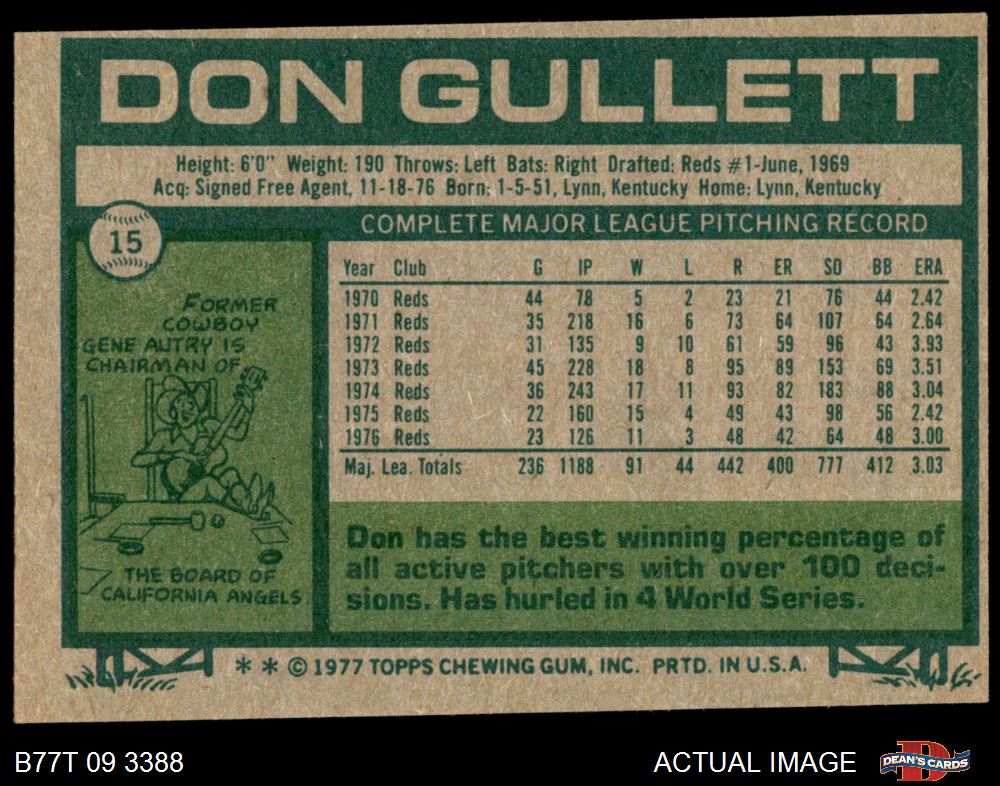 DON GULLETT
Height: 6'0" Weight: 190 Throws: Left Bats: Right Drafted: Reds #1-June, 1969
Acq: Signed Free Agent, 11-18-76 Born: 1-5-51, Lynn, Kentucky Home: Lynn, Kentucky
15
COMPLETE MAJOR LEAGUE PITCHING RECORD
Year Club G IP W L R ER SO BB ERA
1970 Reds 44 78 5 2 23 21 76 44 2.42
1971 Reds 35 218 16 6 73 64 107 64 2.64
1972 Reds 31 135 9 10 61 59 96 43 3.93
1973 Reds 45 228 18 8 95 89 153 69 3.51
1974 Reds 36 243 17 11 93 82 183 88 3.04
1975 Reds 22 160 15 4 49 43 98 56 2.42
1976 Reds 23 126 11 3 48 42 64 48 3.00
Maj. Lea. Totals 236 1188 91 44 442 400 777 412 3.03
FORMER
COWBOY
GENE AUTRY IS
CHAIRMAN OF
THE BOARD OF
CALIFORNIA ANGELS.
Don has the best winning percentage of
all active pitchers with over 100 deci-
sions. Has hurled in 4 World Series.
* * © 1977 TOPPS CHEWING GUM, INC. PRTD. IN U.S.A.
B77T 09 3388
ACTUAL IMAGE
DEAN'S CARDS